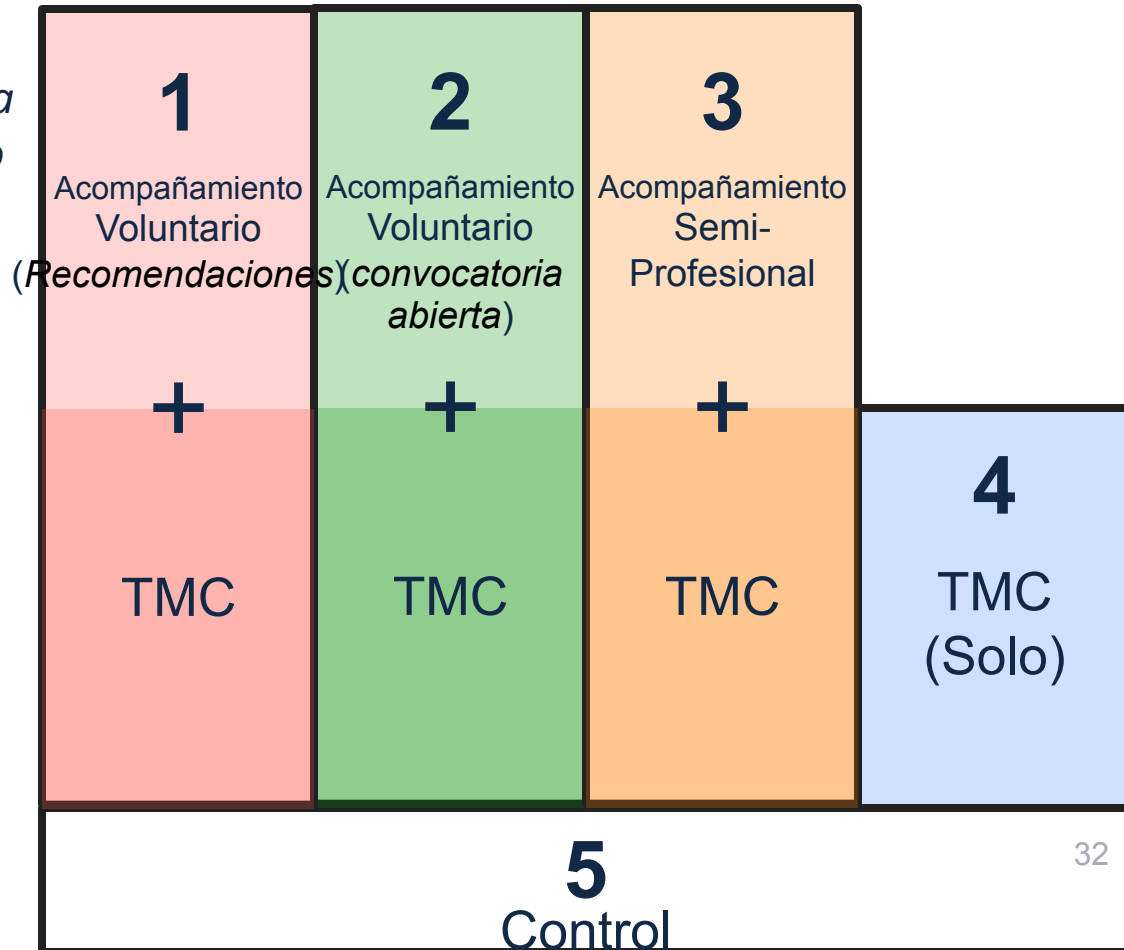 1
Acompañamiento
Voluntario
(Recomendaciones)
+
TMC
2
Acompañamiento
Voluntario
(convocatoria
abierta)
+
TMC
3
Acompañamiento
Semi-
Profesional
+
TMC
4
TMC
(Solo)
5
Control
32